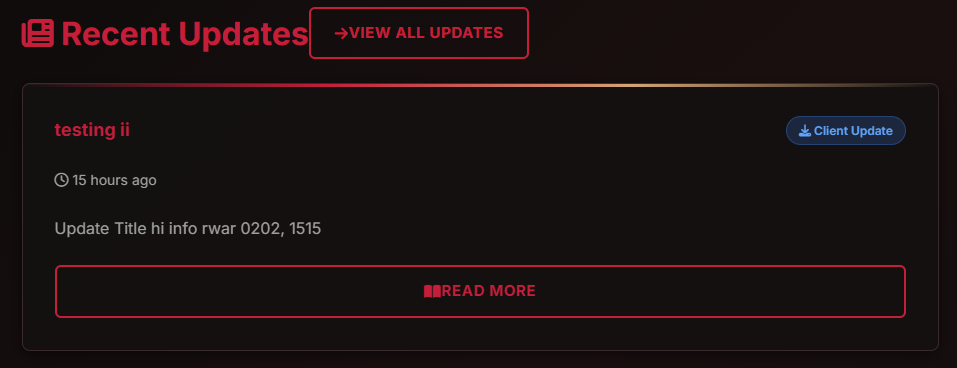 Recent Updates
VIEW ALL UPDATES
testing ii
Client Update
15 hours ago
Update Title hi info rwar 0202, 1515
READ MORE